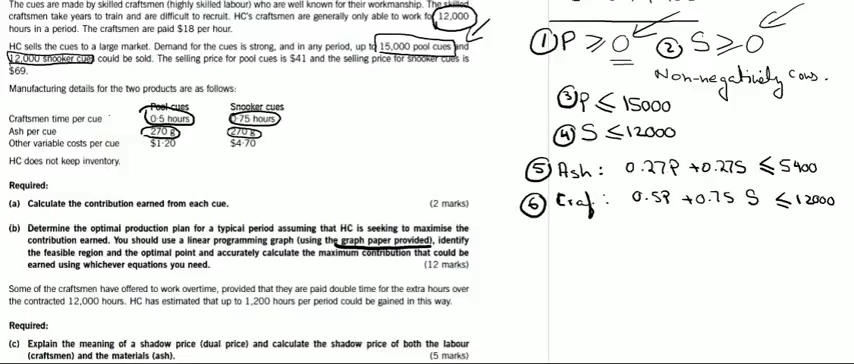 The cues are made by skilled craftsmen (highly skilled labour) who are well known for their workmanship. The skilled
craftsmen take years to train and are difficult to recruit. HC's craftsmen are generally only able to work for 12,000
hours in a period. The craftsmen are paid $18 per hour.
HC sells the cues to a large market. Demand for the cues is strong, and in any period, up to 15,000 pool cues and
12,000 snooker cues could be sold. The selling price for pool cues is $41 and the selling price for snooker cues is
$69.
Manufacturing details for the two products are as follows:
Pool cues Snooker cues
Craftsmen time per cue 0·5 hours 0·75 hours
Ash per cue 270 g 270 g
Other variable costs per cue $1·20 $4·70
HC does not keep inventory.
Required:
(a) Calculate the contribution earned from each cue. (2 marks)
(b) Determine the optimal production plan for a typical period assuming that HC is seeking to maximise the
contribution earned. You should use a linear programming graph (using the graph paper provided), identify
the feasible region and the optimal point and accurately calculate the maximum contribution that could be
earned using whichever equations you need. (12 marks)
Some of the craftsmen have offered to work overtime, provided that they are paid double time for the extra hours over
the contracted 12,000 hours. HC has estimated that up to 1,200 hours per period could be gained in this way.
Required:
(c) Explain the meaning of a shadow price (dual price) and calculate the shadow price of both the labour
(craftsmen) and the materials (ash). (5 marks)
① P ≥ 0 ② S ≥ 0
Non-negatively Cons.
③ P ≤ 15000
④ S ≤ 12000
⑤ Ash : 0.27P + 0.27S ≤ 5400
⑥ Craf : 0.5P + 0.75 S ≤ 12000